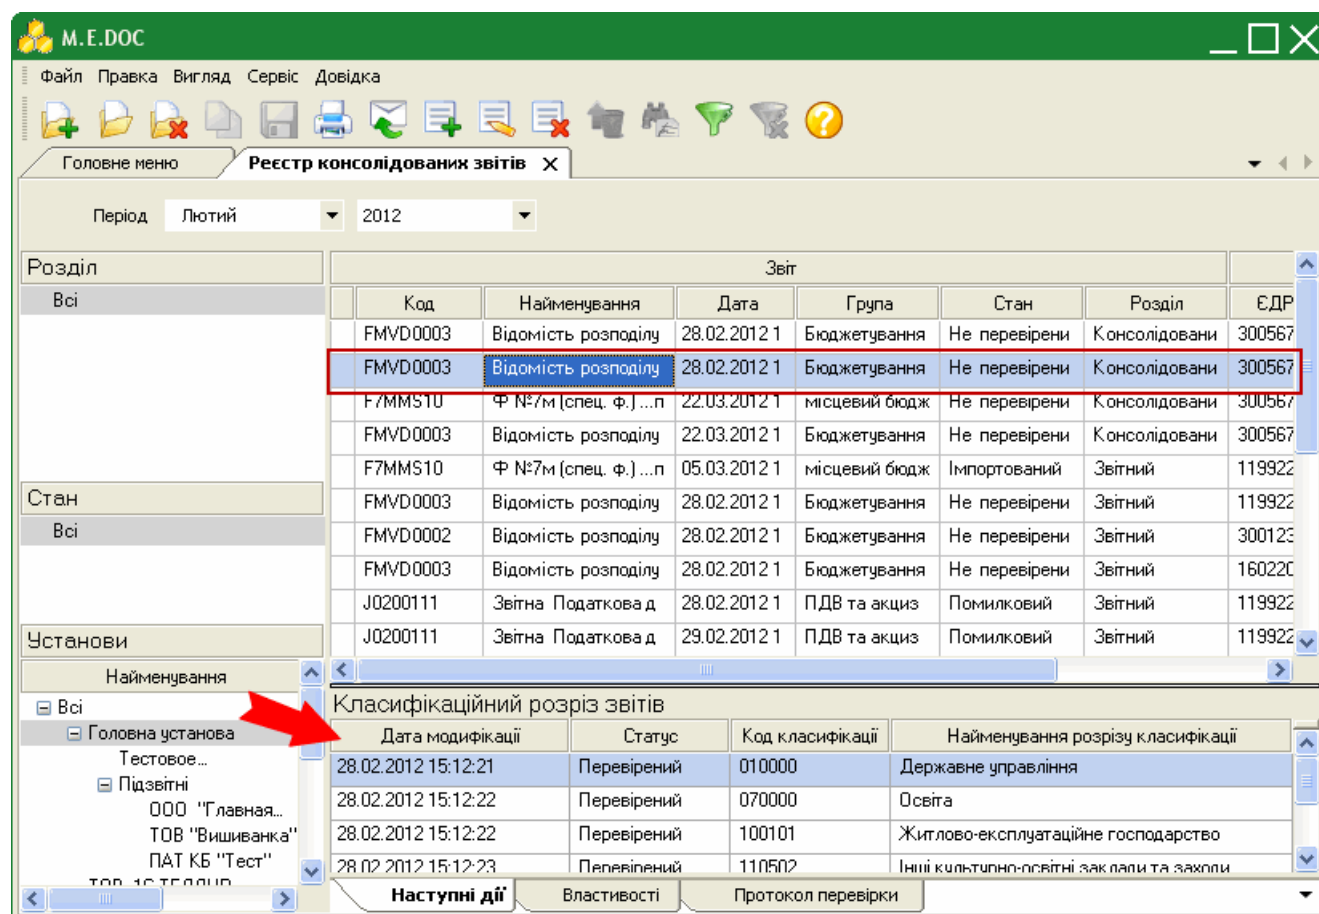 M.E.DOC
Файл Правка Вигляд Сервіс Довідка
Головне меню Реєстр консолідованих звітів X
Період Лютий 2012
Розділ
Всі
Стан
Всі
Установи
Найменування
Всі
Головна установа
Тестовое...
Підзвітні
ООО "Главная...
ТОВ "Вишиванка"
ПАТ КБ "Тест"
Звіт
Код Найменування Дата Група Стан Розділ ЄДР
FMVD0003 Відомість розподілу 28.02.2012 1 Бюджетування Не перевірени Консолідовани 300567
FMVD0003 Відомість розподілу 28.02.2012 1 Бюджетування Не перевірени Консолідовани 300567
F7MMS10 Ф №7м (спец. ф.) ...п 22.03.2012 1 місцевий бюдж Не перевірени Консолідовани 300567
FMVD0003 Відомість розподілу 22.03.2012 1 Бюджетування Не перевірени Консолідовани 300567
F7MMS10 Ф №7м (спец. ф.) ...п 05.03.2012 1 місцевий бюдж Імпортований Звітний 119922
FMVD0003 Відомість розподілу 28.02.2012 1 Бюджетування Не перевірени Звітний 119922
FMVD0002 Відомість розподілу 28.02.2012 1 Бюджетування Не перевірени Звітний 300123
FMVD0003 Відомість розподілу 28.02.2012 1 Бюджетування Не перевірени Звітний 160220
J0200111 Звітна Податкова д 28.02.2012 1 ПДВ та акциз Помилковий Звітний 119922
J0200111 Звітна Податкова д 29.02.2012 1 ПДВ та акциз Помилковий Звітний 119922
Класифікаційний розріз звітів
Дата модифікації Статус Код класифікації Найменування розрізу класифікації
28.02.2012 15:12:21 Перевірений 010000 Державне управління
28.02.2012 15:12:22 Перевірений 070000 Освіта
28.02.2012 15:12:22 Перевірений 100101 Житлово-експлуатаційне господарство
28.02.2012 15:12:23 Перевірений 110502 Інші культурно-освітні заклади та заходи
Наступні дії Властивості Протокол перевірки